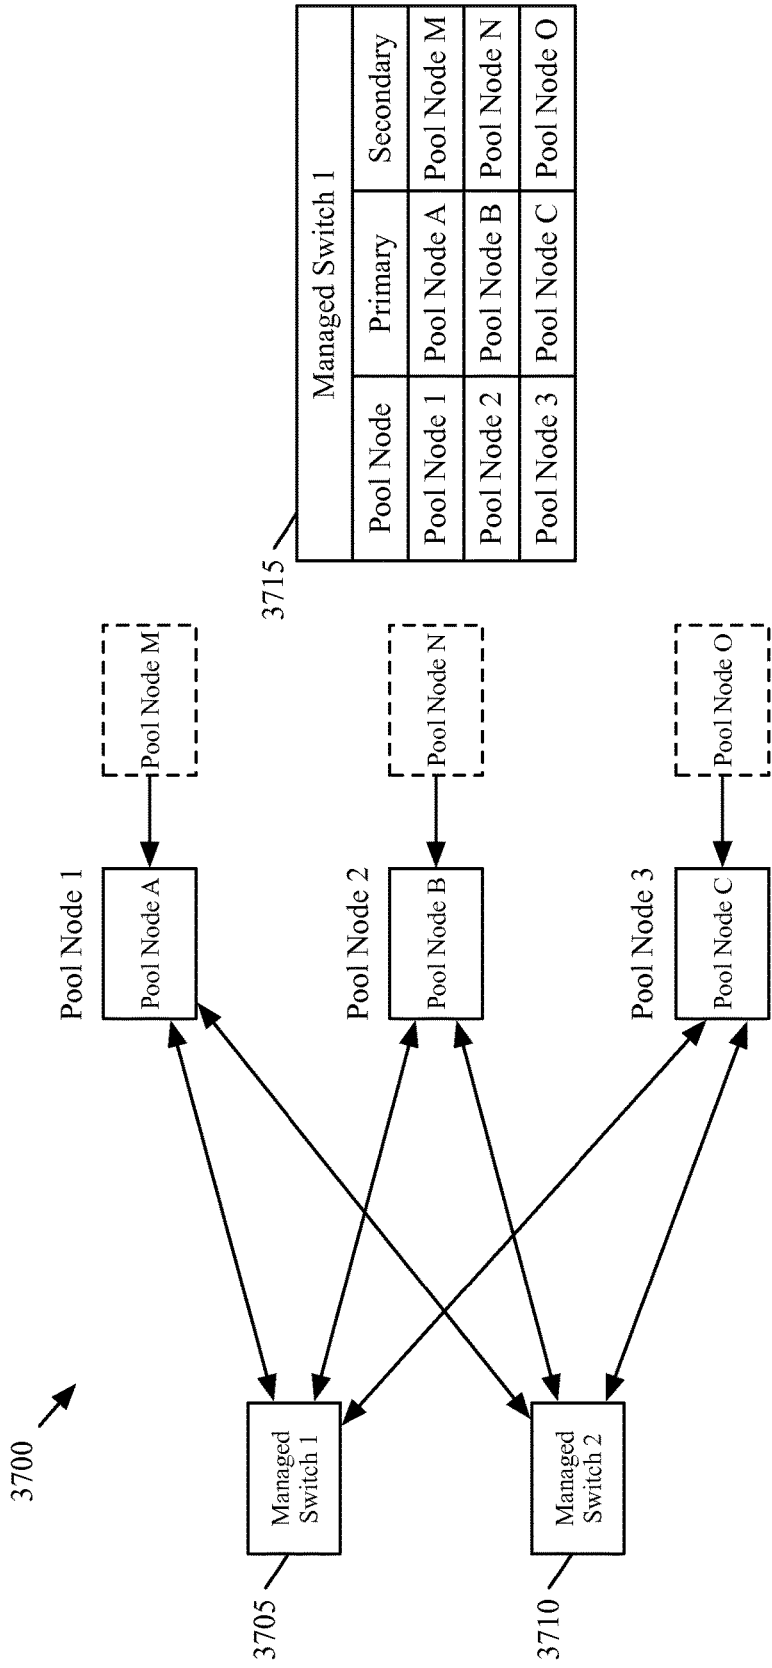 3700
3705
Managed
Switch 1
3710
Managed
Switch 2
Pool Node 1
Pool Node A
Pool Node M
Pool Node 2
Pool Node B
Pool Node N
Pool Node 3
Pool Node C
Pool Node O
3715
Managed Switch 1
Pool Node Primary Secondary
Pool Node 1 Pool Node A Pool Node M
Pool Node 2 Pool Node B Pool Node N
Pool Node 3 Pool Node C Pool Node O